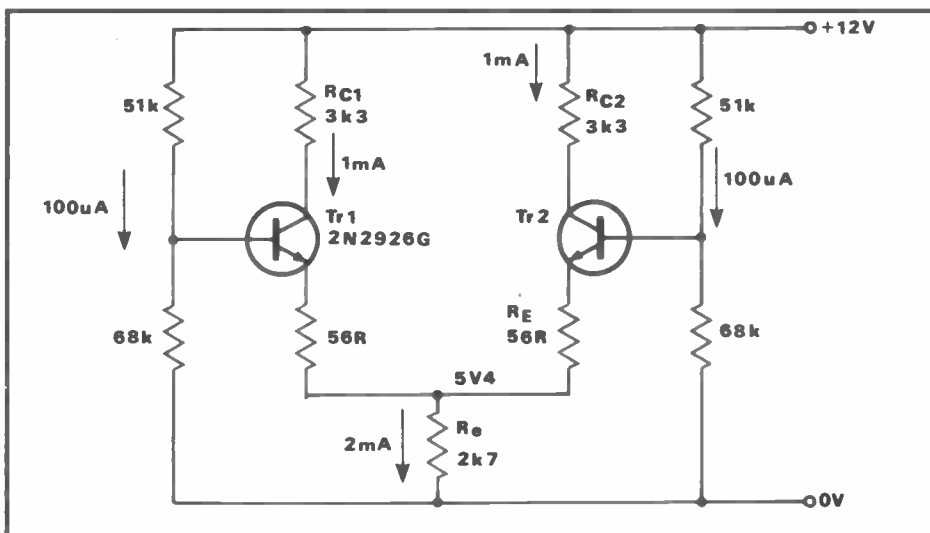 +12V
1mA
51k
RC1
3k3
RC2
3k3
51k
1mA
100uA
100uA
Tr1
2N2926G
Tr2
68k
56R
RE
56R
68k
5V4
2mA
Re
2k7
0V